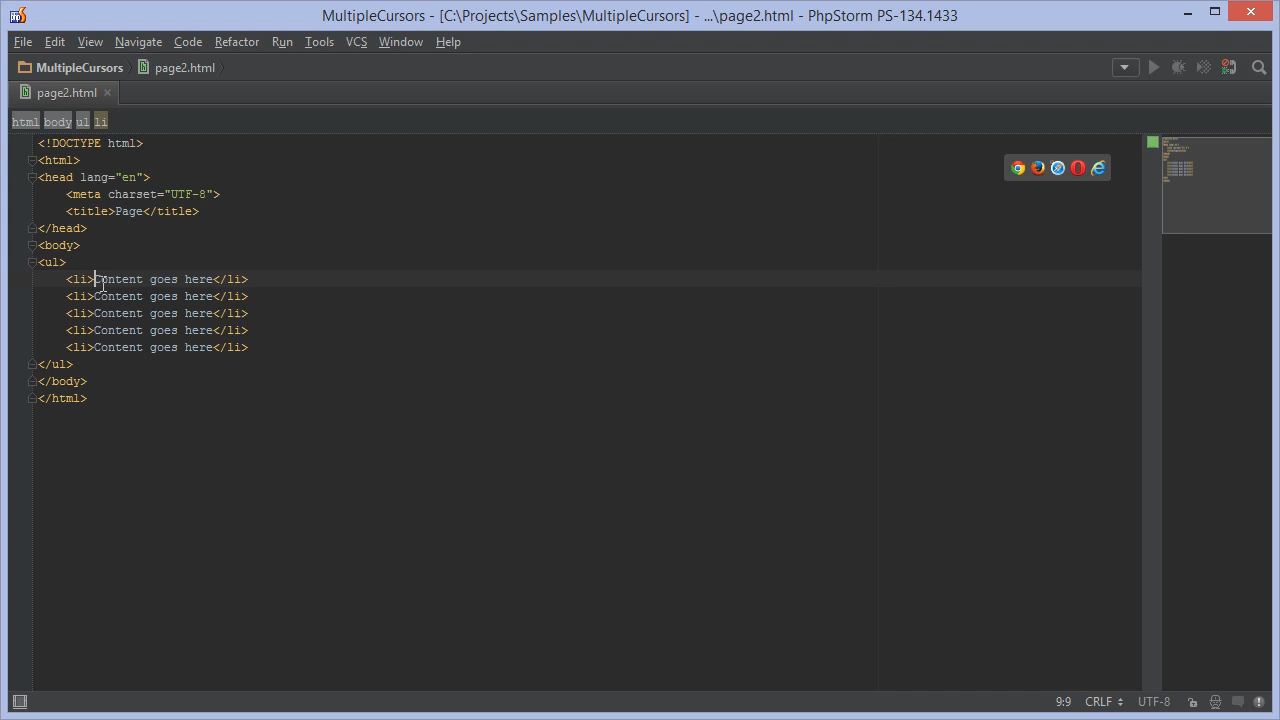 MultipleCursors - [C:\Projects\Samples\MultipleCursors] - ...\page2.html - PhpStorm PS-134.1433
File Edit View Navigate Code Refactor Run Tools VCS Window Help
MultipleCursors page2.html
page2.html
html body ul li
<!DOCTYPE html>
<html>
<head lang="en">
    <meta charset="UTF-8">
    <title>Page</title>
</head>
<body>
<ul>
    <li>Content goes here</li>
    <li>Content goes here</li>
    <li>Content goes here</li>
    <li>Content goes here</li>
    <li>Content goes here</li>
</ul>
</body>
</html>
9:9 CRLF UTF-8